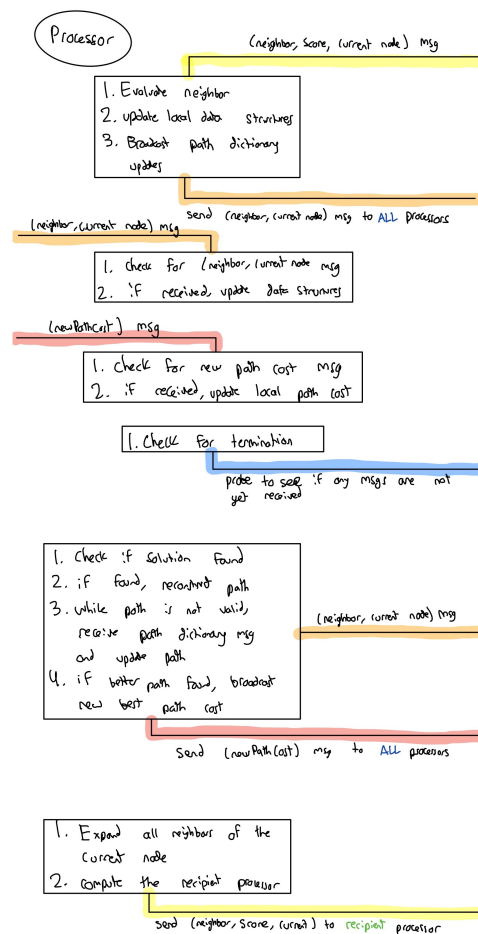 Processor
(neighbor, score, current node) msg
1. Evaluate neighbor
2. update local data structures
3. Broadcast path dictionary
updates
send (neighbor, current node) msg to ALL processors
(neighbor, current node) msg
1. check for (neighbor, current node msg
2. if received, update data structures
(newPathCost) msg
1. Check for new path cost msg
2. if received, update local path cost
1. Check for termination
probe to see if any msgs are not
yet received
1. Check if solution found
2. if found, reconstruct path
3. while path is not valid,
receive path dictionary msg
and update path
4. if better path found, broadcast
new best path cost
(neighbor, current node) msg
Send (newPathCost) msg to ALL processors
1. Expand all neighbors of the
current node
2. compute the recipient processor
send (neighbor, score, current) to recipient processor